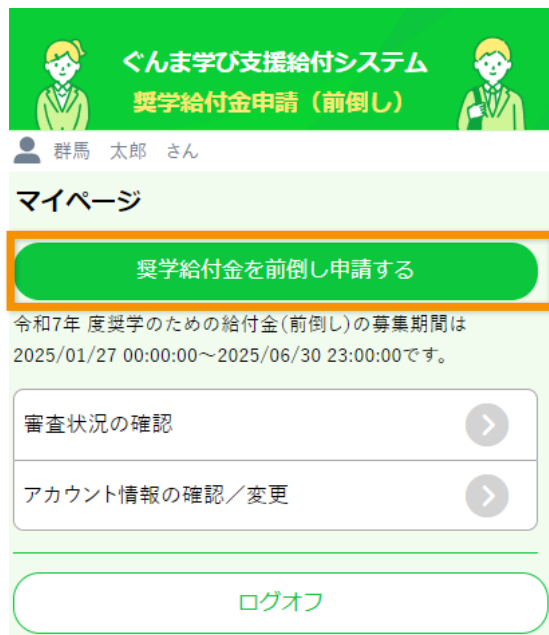 ぐんま学び支援給付システム
奨学給付金申請（前倒し）
群馬　太郎　さん
マイページ
奨学給付金を前倒し申請する
令和7年 度奨学のための給付金(前倒し)の募集期間は
2025/01/27 00:00:00～2025/06/30 23:00:00です。
審査状況の確認
アカウント情報の確認／変更
ログオフ